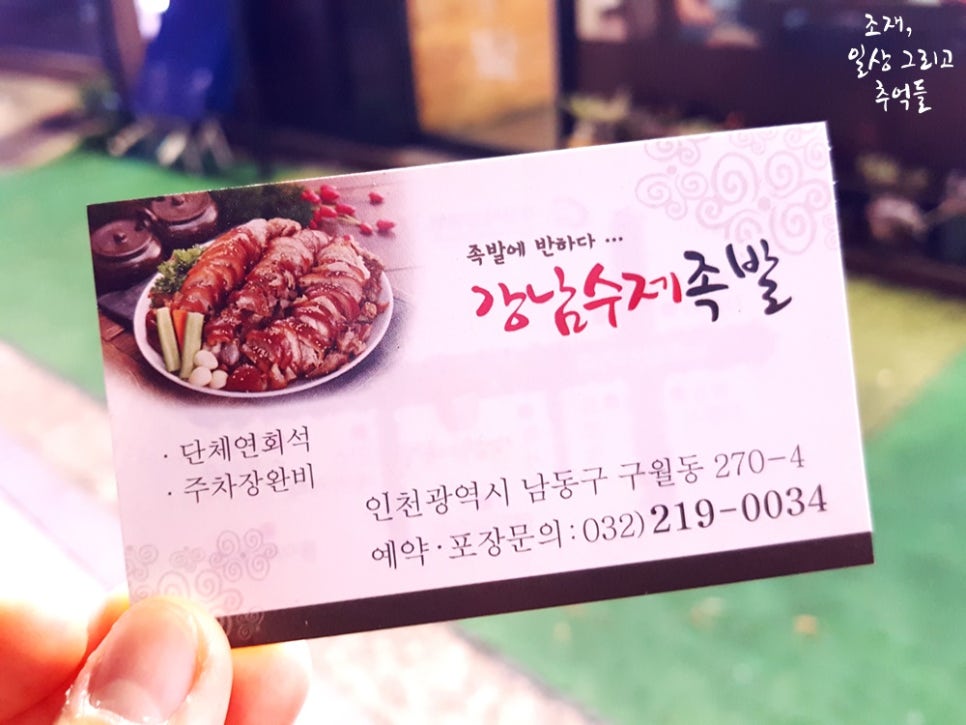 조재,
일상 그리고
추억들
족발에 반하다 ...
강남수제족발
· 단체연회석
· 주차장완비
인천광역시 남동구 구월동 270-4
예약·포장문의 : 032) 219-0034